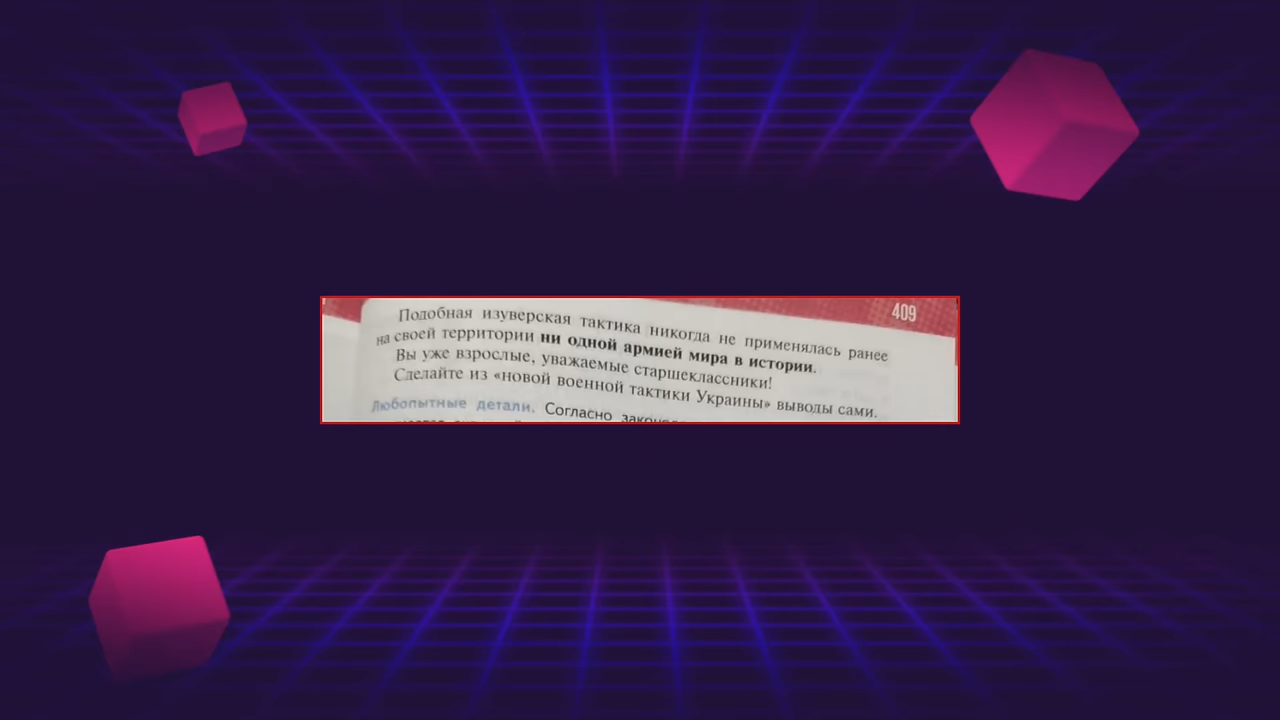 409
Подобная изуверская тактика никогда не применялась ранее
на своей территории ни одной армией мира в истории.
Вы уже взрослые, уважаемые старшеклассники!
Сделайте из «новой военной тактики Украины» выводы сами.
Любопытные детали. Согласно